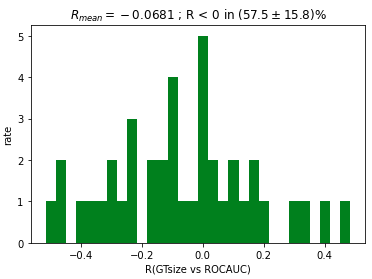 R_mean = −0.0681 ; R < 0 in (57.5 ± 15.8)%
5
4
3
2
1
0
rate
−0.4 −0.2 0.0 0.2 0.4
R(GTsize vs ROCAUC)